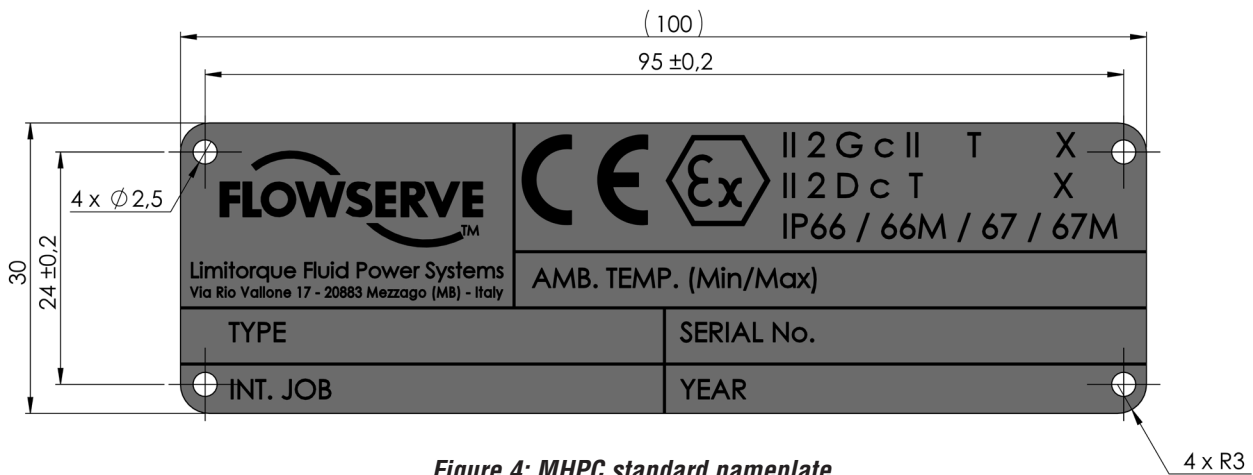 ( 100 )
95 ±0,2
4 x ∅ 2,5
30
24 ±0,2
FLOWSERVE™
Limitorque Fluid Power Systems
Via Rio Vallone 17 - 20883 Mezzago (MB) - Italy
CE Ex
II 2 G c II T X
II 2 D c T X
IP66 / 66M / 67 / 67M
AMB. TEMP. (Min/Max)
TYPE
SERIAL No.
INT. JOB
YEAR
4 x R3
Figure 4: MHPC standard nameplate